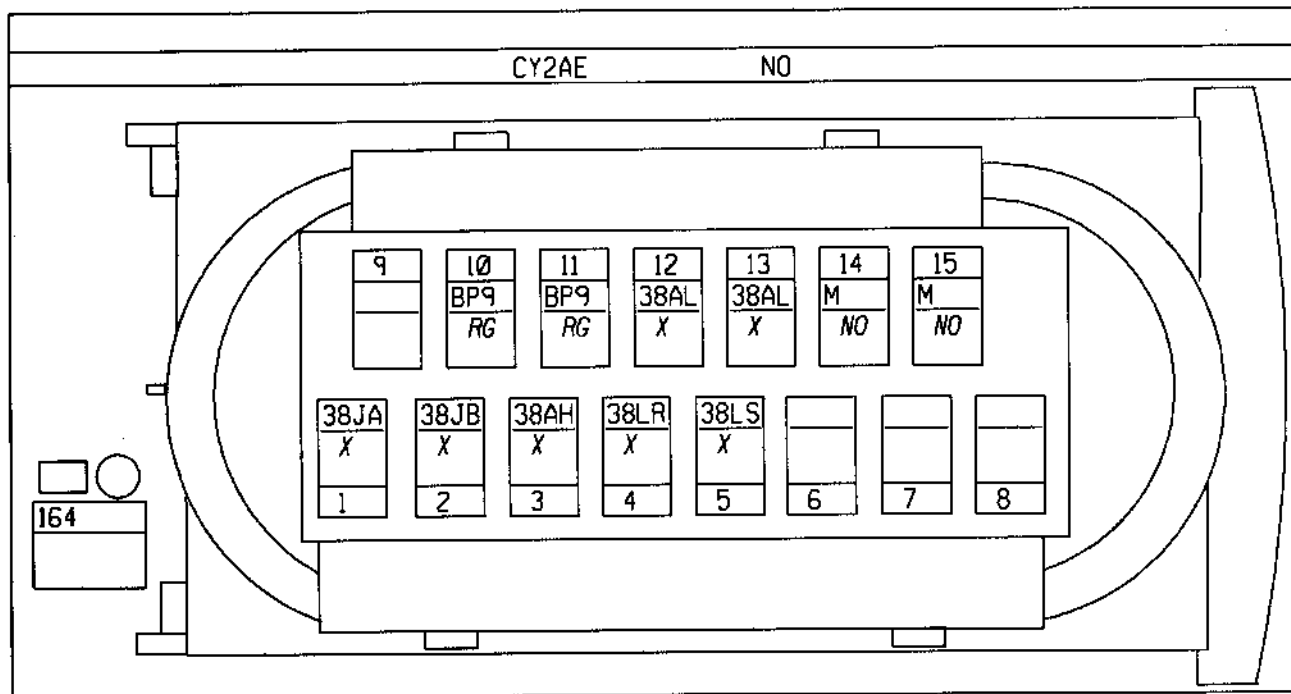 CY2AE NO
9 10 11 12 13 14 15
BP9 BP9 38AL 38AL M M
RG RG X X NO NO
38JA 38JB 38AH 38LR 38LS
X X X X X
1 2 3 4 5 6 7 8
164